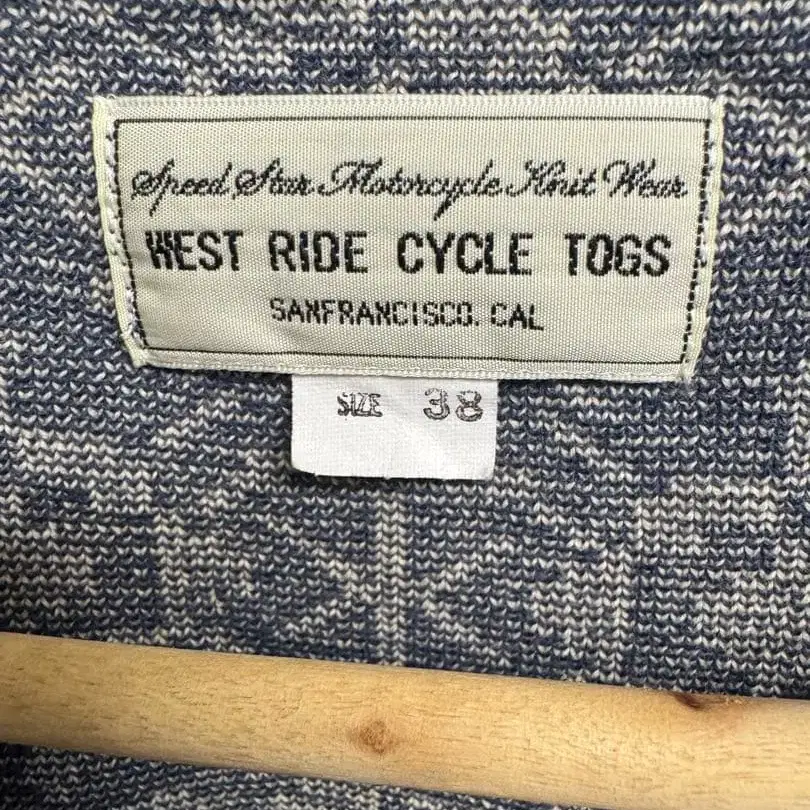 Speed Star Motorcycle Knit Wear
WEST RIDE CYCLE TOGS
SANFRANCISCO. CAL
SIZE 38